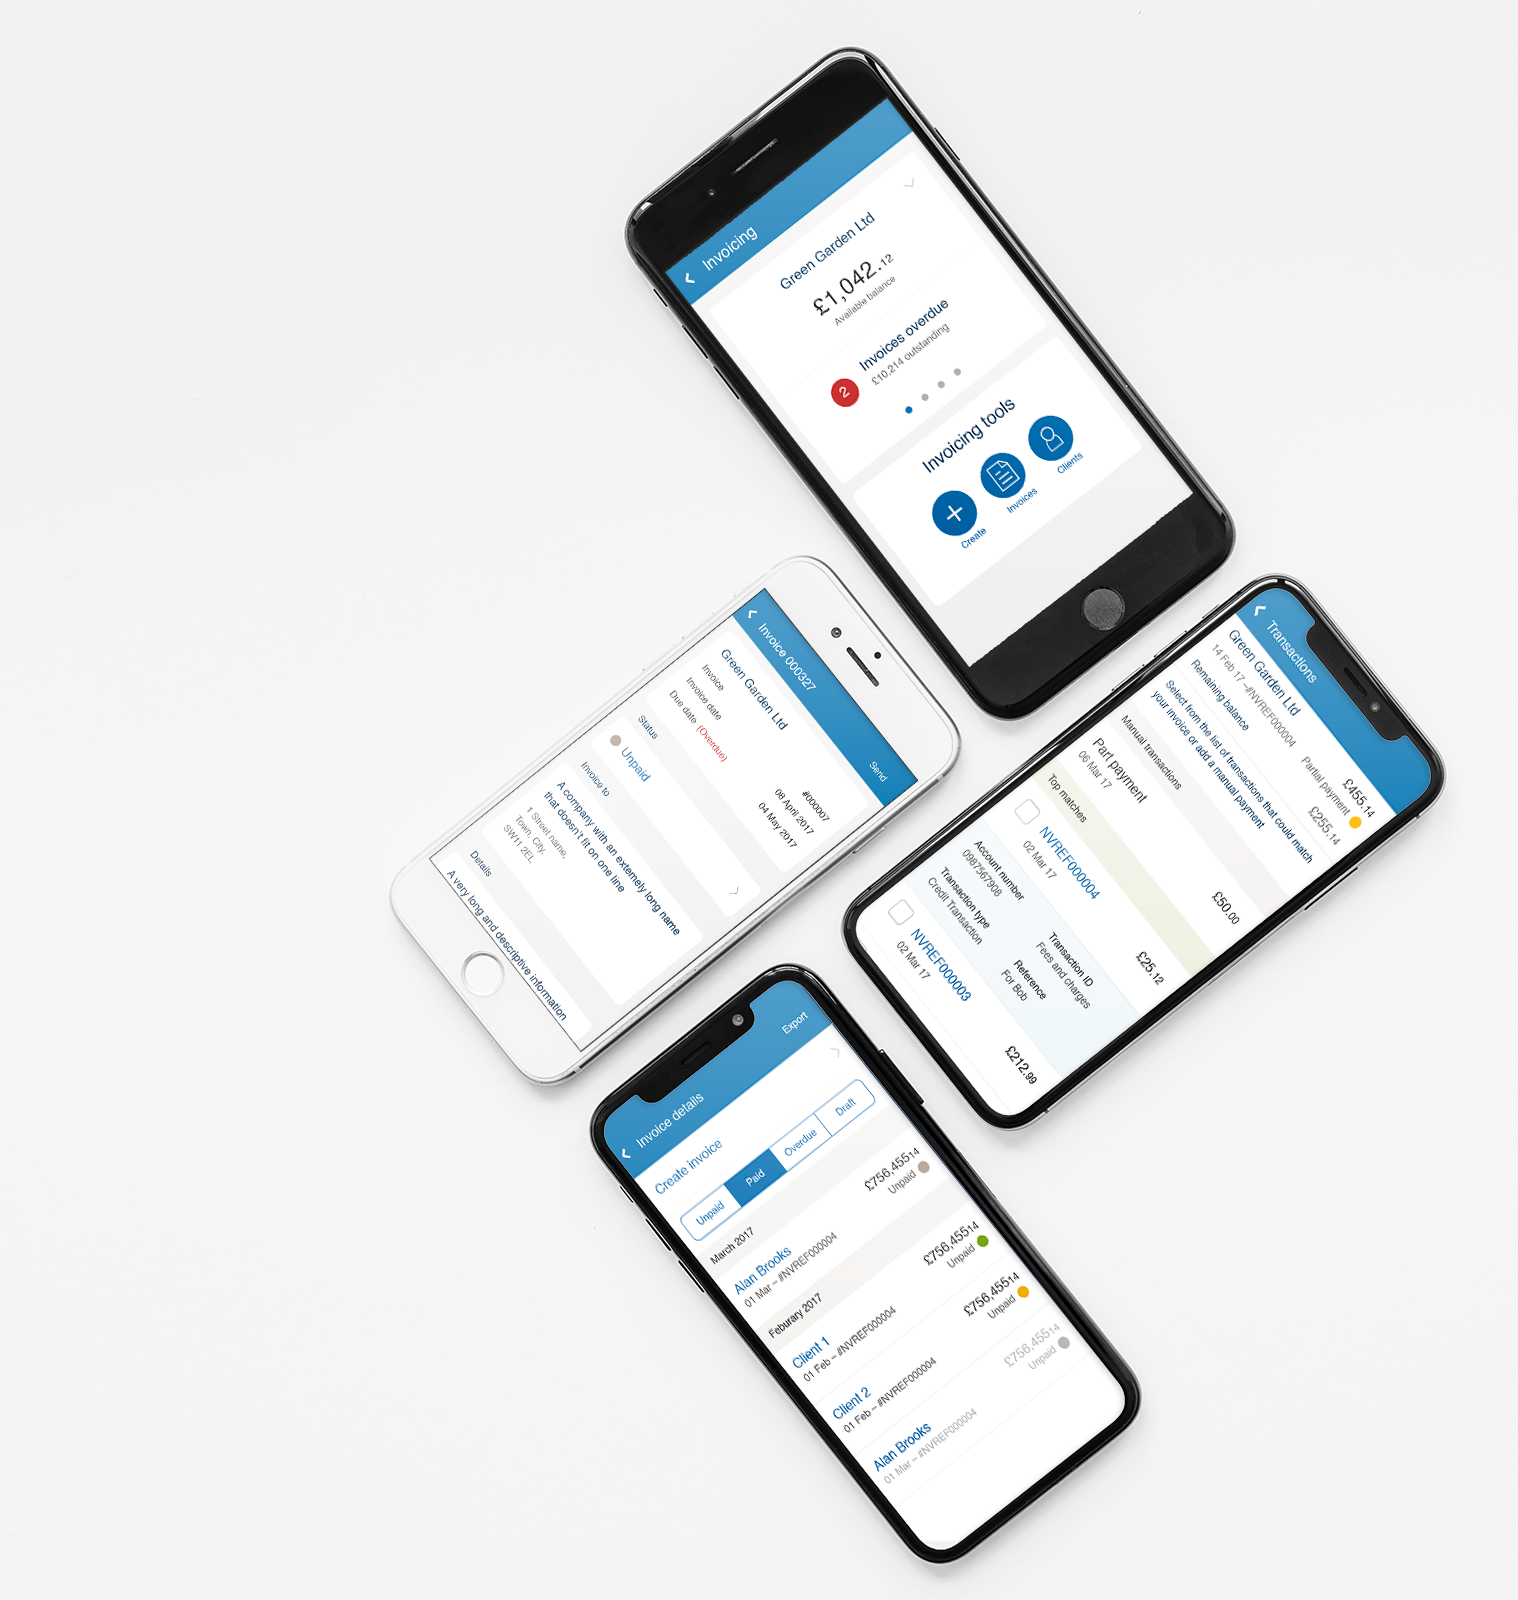 Invoicing
Green Garden Ltd
£1,042.12
Available balance
2
Invoices overdue
£10,214 outstanding
Invoicing tools
Create
Invoices
Clients
Invoice 000327
Send
Green Garden Ltd
Invoice #000007
Invoice date 08 April 2017
Due date (Overdue) 04 May 2017
Status
Unpaid
Invoice to
A company with an extemely long name
that doesn't fit on one line
1 Street name,
Town, City,
SW11 2EL
Details
A very long and descriptive information
Transactions
Green Garden Ltd £455.14
14 Feb 17 –#NVREF000004 Partial payment
Remaining balance £255.14
Select from the list of transactions that could match
your invoice or add a manual payment
Manual transactions
Part payment £50.00
06 Mar 17
Top matches
NVREF000004 £25.12
02 Mar 17
Account number Transaction ID
0987567908 Fees and charges
Transaction type Reference
Credit Transaction For Bob
NVREF000003 £212.99
02 Mar 17
Invoice details
Export
Create invoice
Unpaid Paid Overdue Draft
March 2017
Alan Brooks £756,45514
01 Mar – #NVREF000004 Unpaid
Feburary 2017
Client 1 £756,45514
01 Feb – #NVREF000004 Unpaid
Client 2 £756,45514
01 Feb – #NVREF000004 Unpaid
Alan Brooks £756,45514
01 Mar – #NVREF000004 Unpaid